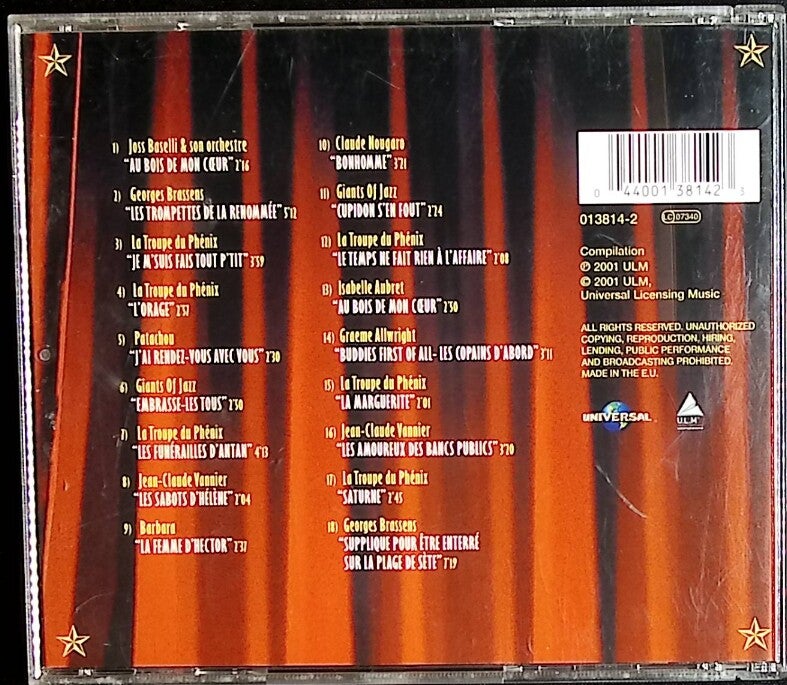 1) Joss Baselli & son orchestre
"AU BOIS DE MON CŒUR" 2'16
2) Georges Brassens
"LES TROMPETTES DE LA RENOMMÉE" 5'12
3) La Troupe du Phénix
"JE M'SUIS FAIS TOUT P'TIT" 3'59
4) La Troupe du Phénix
"L'ORAGE" 2'37
5) Patachou
"J'AI RENDEZ-VOUS AVEC VOUS" 2'30
6) Giants Of Jazz
"EMBRASSE-LES TOUS" 2'50
7) La Troupe du Phénix
"LES FUNÉRAILLES D'ANTAN" 4'13
8) Jean-Claude Vannier
"LES SABOTS D'HÉLÈNE" 2'04
9) Barbara
"LA FEMME D'HECTOR" 2'37
10) Claude Nougaro
"BONHOMME" 3'21
11) Giants Of Jazz
"CUPIDON S'EN FOUT" 2'24
12) La Troupe du Phénix
"LE TEMPS NE FAIT RIEN À L'AFFAIRE" 2'08
13) Isabelle Aubret
"AU BOIS DE MON CŒUR" 2'50
14) Graeme Allwright
"BUDDIES FIRST OF ALL- LES COPAINS D'ABORD" 3'11
15) La Troupe du Phénix
"LA MARGUERITE" 2'01
16) Jean-Claude Vannier
"LES AMOUREUX DES BANCS PUBLICS" 3'20
17) La Troupe du Phénix
"SATURNE" 2'45
18) Georges Brassens
"SUPPLIQUE POUR ÊTRE ENTERRÉ
SUR LA PLAGE DE SÈTE" 7'19
0 44001 38142 3
013814-2 LC 07340
Compilation
℗ 2001 ULM
© 2001 ULM,
Universal Licensing Music
ALL RIGHTS RESERVED. UNAUTHORIZED
COPYING, REPRODUCTION, HIRING,
LENDING, PUBLIC PERFORMANCE
AND BROADCASTING PROHIBITED.
MADE IN THE E.U.
UNIVERSAL
U.L.M